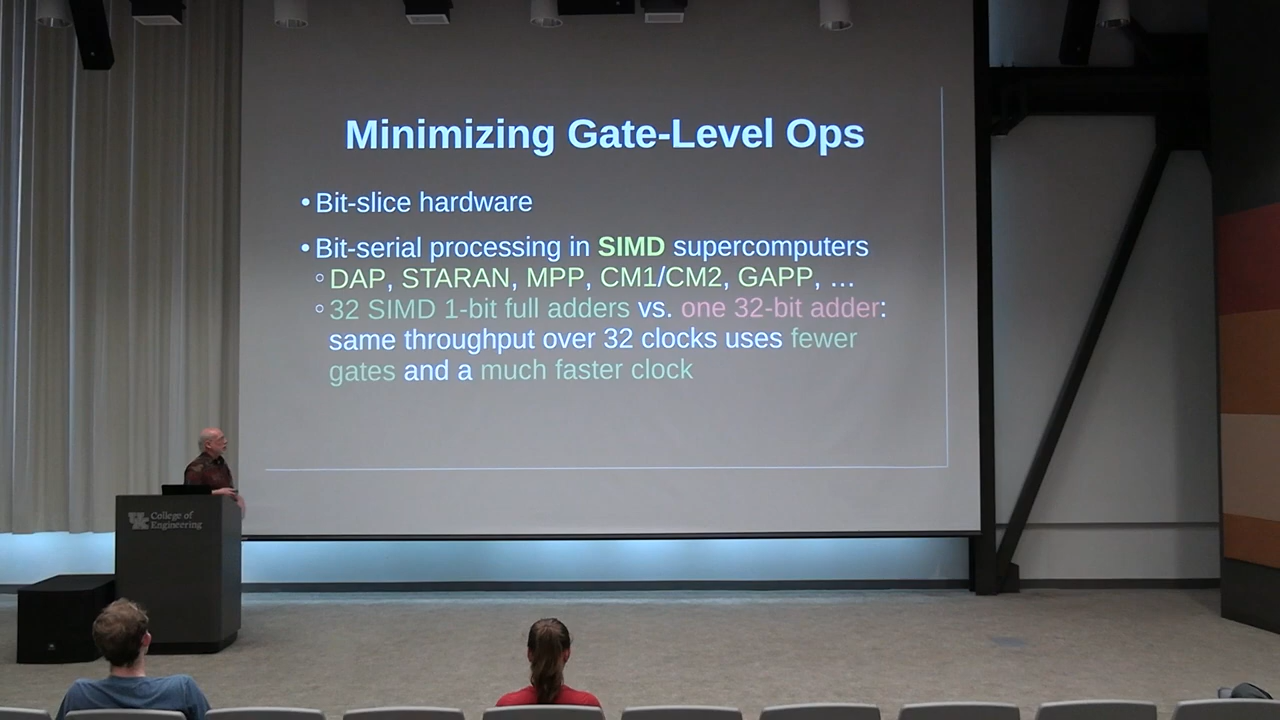 Minimizing Gate-Level Ops
• Bit-slice hardware
• Bit-serial processing in SIMD supercomputers
◦ DAP, STARAN, MPP, CM1/CM2, GAPP, …
◦ 32 SIMD 1-bit full adders vs. one 32-bit adder:
same throughput over 32 clocks uses fewer
gates and a much faster clock
UK College of
Engineering